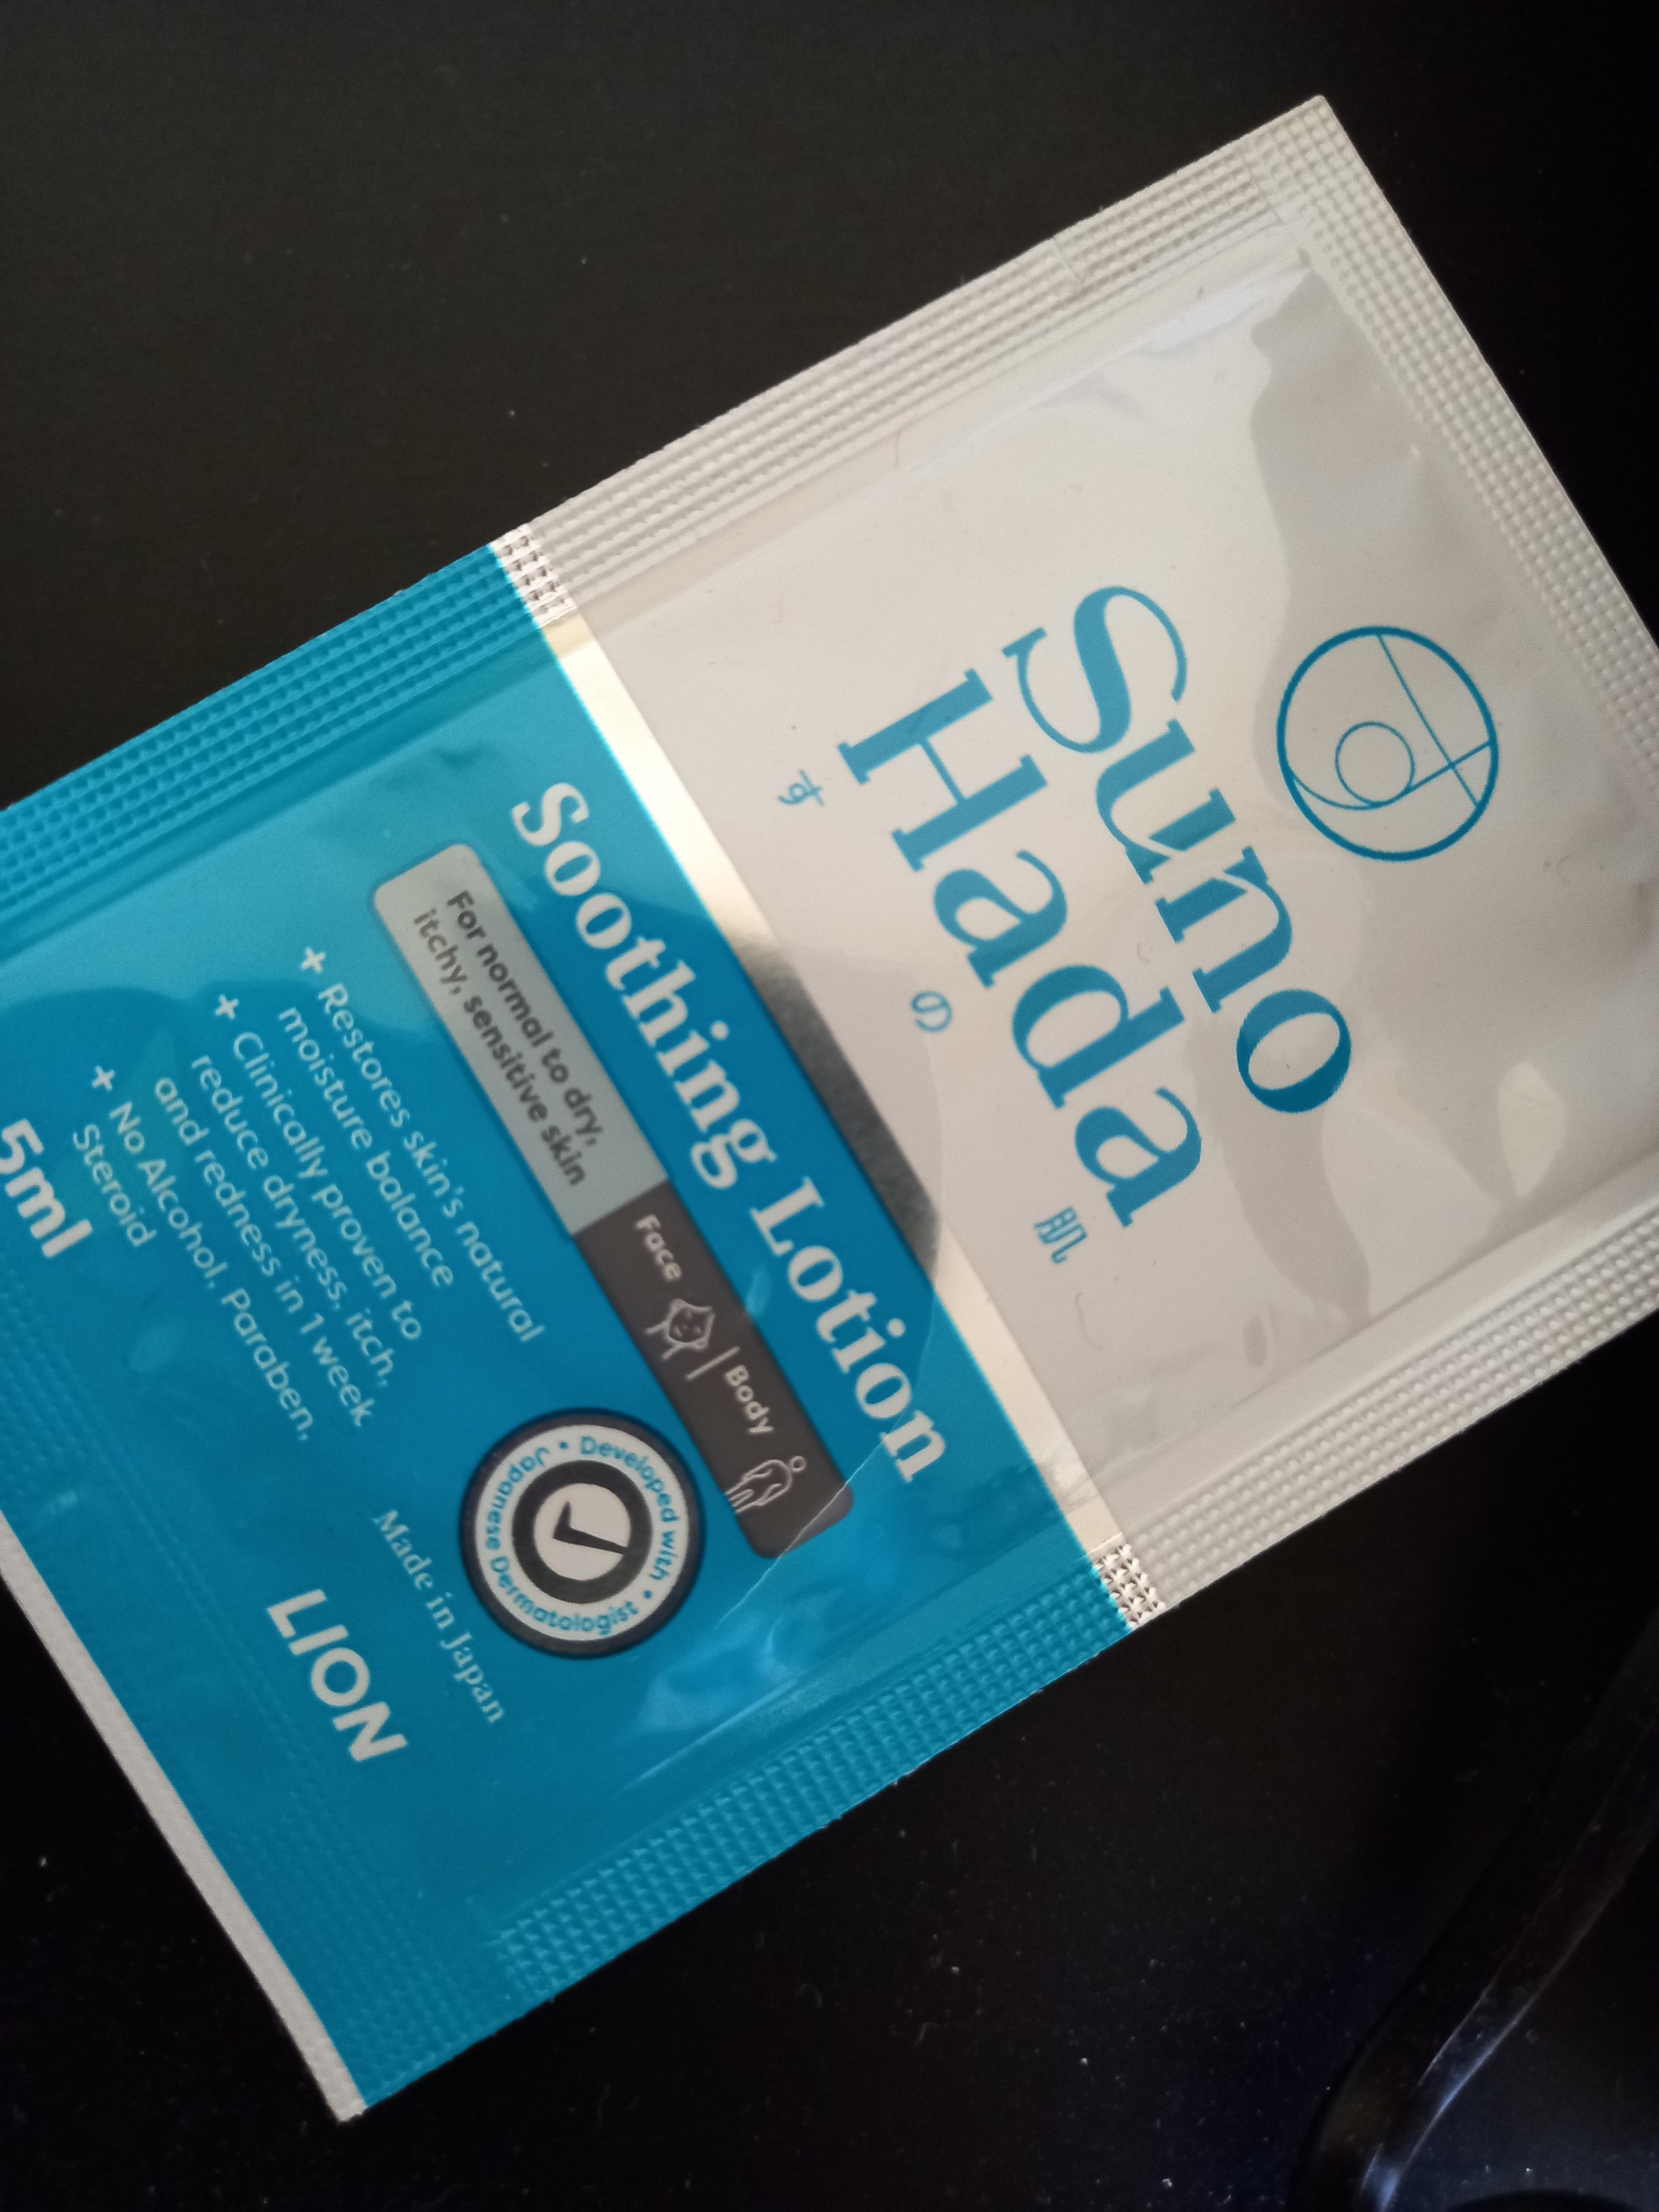 す
Suno
Hada
す の 肌
Soothing Lotion
For normal to dry,
itchy, sensitive skin
Face
Body
+ Restores skin's natural
moisture balance
+ Clinically proven to
reduce dryness, itch,
and redness in 1 week
+ No Alcohol, Paraben,
Steroid
• Developed with •
Japanese Dermatologist
Made in Japan
5ml
LION